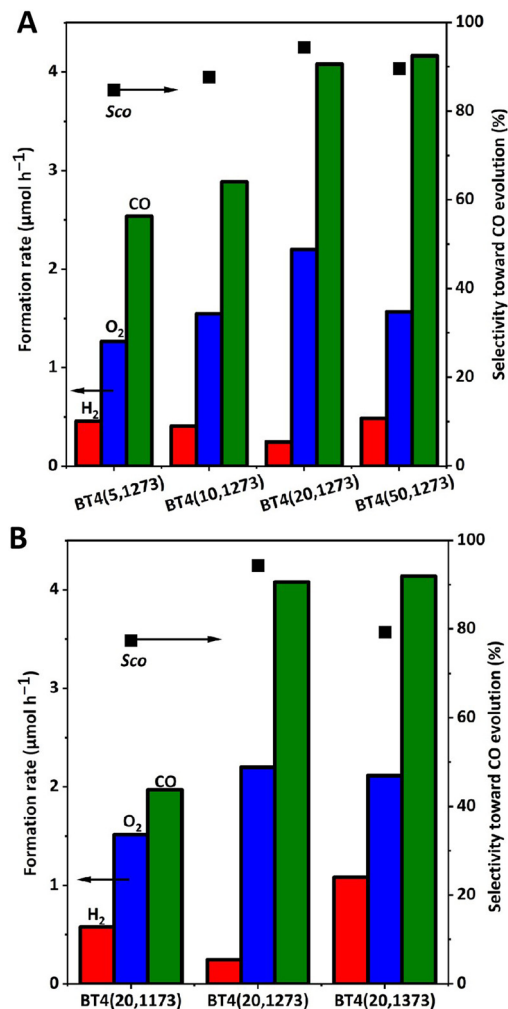 A
100
80
60
40
20
0
4
3
2
1
0
Formation rate (μmol h⁻¹)
Selectivity toward CO evolution (%)
Sco
CO
O₂
H₂
BT4(5,1273)
BT4(10,1273)
BT4(20,1273)
BT4(50,1273)
B
100
80
60
40
20
0
4
3
2
1
0
Formation rate (μmol h⁻¹)
Selectivity toward CO evolution (%)
Sco
CO
O₂
H₂
BT4(20,1173)
BT4(20,1273)
BT4(20,1373)